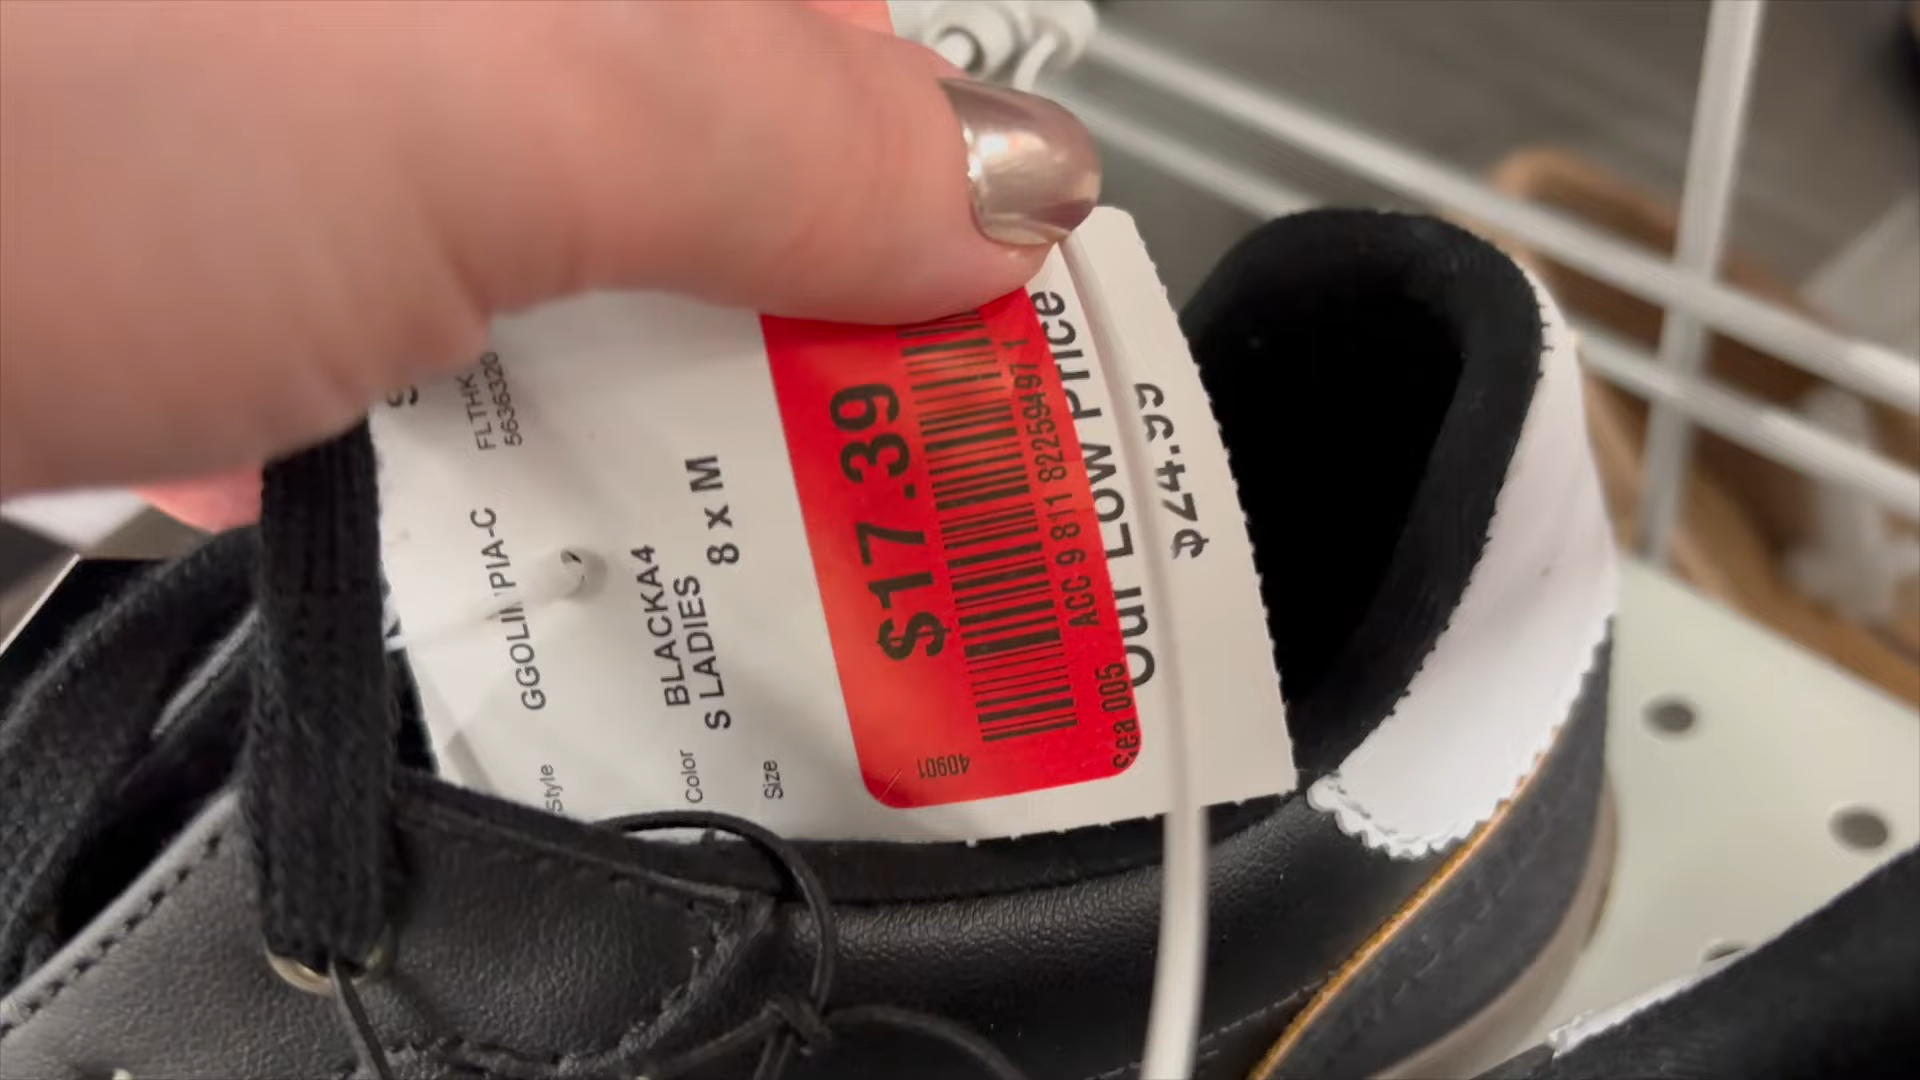 FLTHK
5636320
Style GGOLIMPIA-C
Color BLACKA4
S LADIES
Size 8 x M
$17.39
40901
ACC 9 811 82259497 1
sea 005
Our Low Price
$24.99